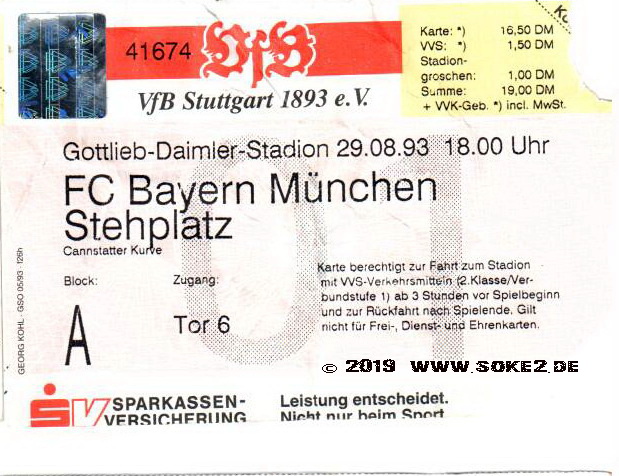 41674
VfB
VfB Stuttgart 1893 e.V.
Karte: *) 16,50 DM
VVS: *) 1,50 DM
Stadion-
groschen: 1,00 DM
Summe: 19,00 DM
+ VVK-Geb. *) incl. MwSt.
01
Gottlieb-Daimler-Stadion 29.08.93 18.00 Uhr
FC Bayern München
Stehplatz
Cannstatter Kurve
Block: Zugang:
A Tor 6
Karte berechtigt zur Fahrt zum Stadion
mit VVS-Verkehrsmitteln (2.Klasse/Ver-
bundstufe 1) ab 3 Stunden vor Spielbeginn
und zur Rückfahrt nach Spielende. Gilt
nicht für Frei-, Dienst- und Ehrenkarten.
GEORG KOHL - GSO 05/93 - 126h
© 2019 WWW.SOKE2.DE
SPARKASSEN-
VERSICHERUNG
Leistung entscheidet.
Nicht nur beim Sport